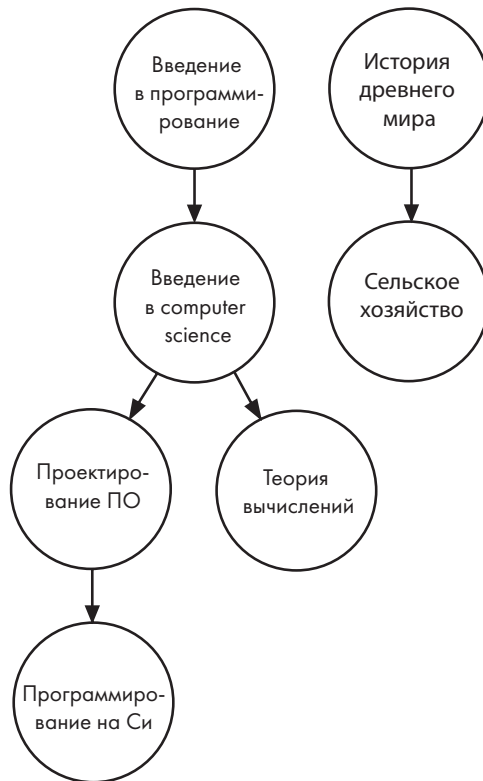 Введение
в программи-
рование
История
древнего
мира
Введение
в computer
science
Сельское
хозяйство
Проектиро-
вание ПО
Теория
вычислений
Программиро-
вание на Си